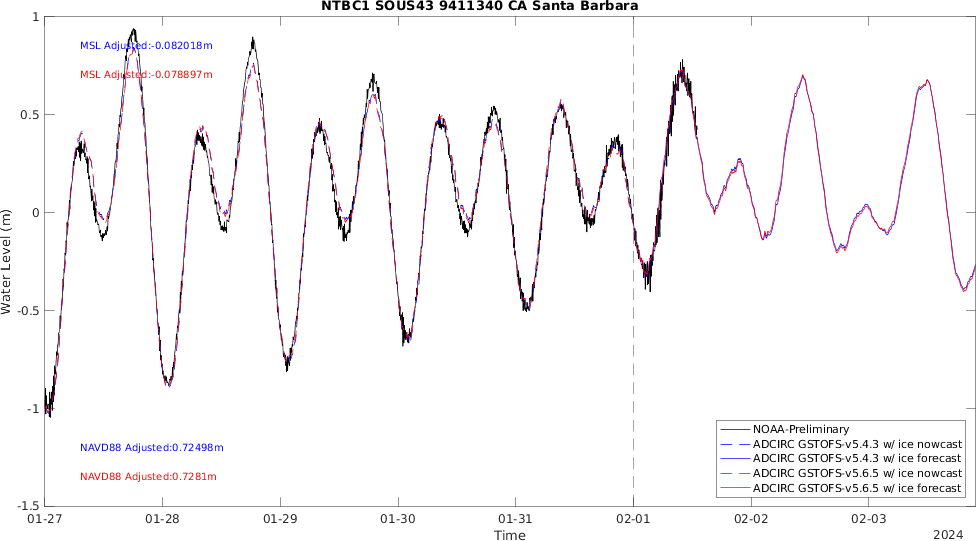 NTBC1 SOUS43 9411340 CA Santa Barbara
1
MSL Adjusted:-0.082018m
MSL Adjusted:-0.078897m
0.5
0
Water Level (m)
-0.5
-1
NAVD88 Adjusted:0.72498m
NAVD88 Adjusted:0.7281m
NOAA-Preliminary
ADCIRC GSTOFS-v5.4.3 w/ ice nowcast
ADCIRC GSTOFS-v5.4.3 w/ ice forecast
ADCIRC GSTOFS-v5.6.5 w/ ice nowcast
ADCIRC GSTOFS-v5.6.5 w/ ice forecast
-1.5
01-27 01-28 01-29 01-30 01-31 02-01 02-02 02-03
Time
2024